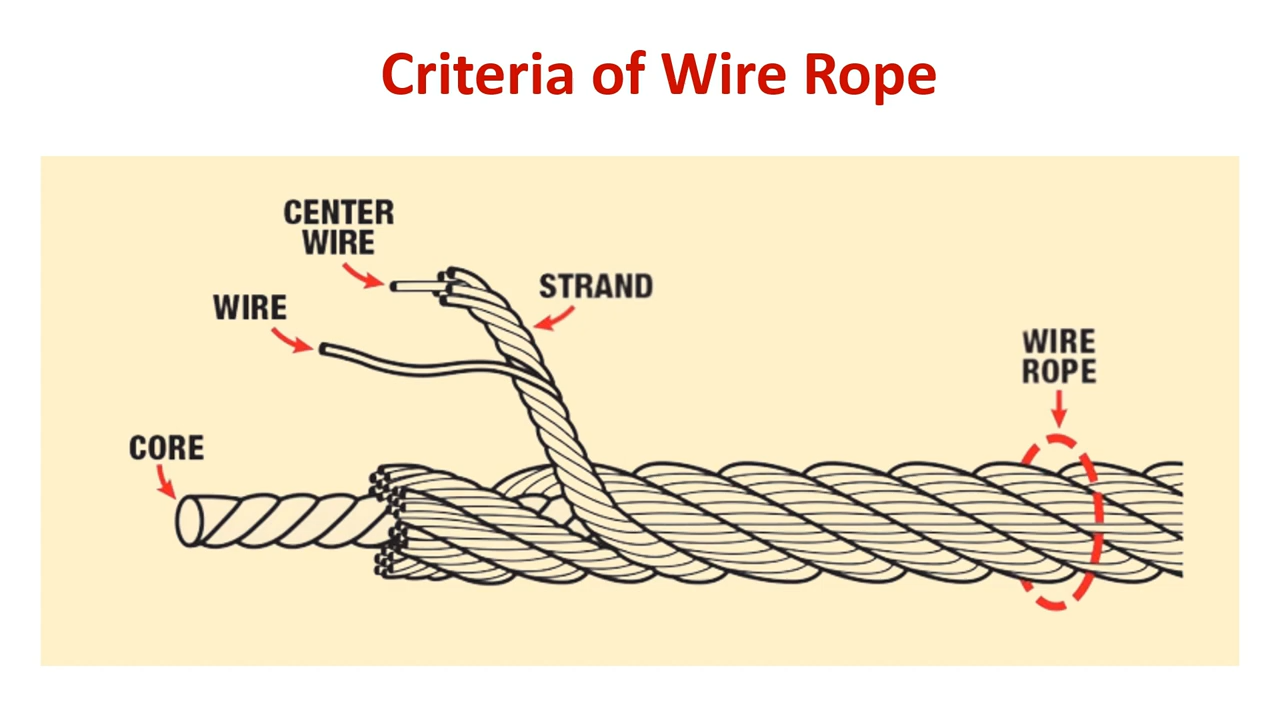 Criteria of Wire Rope
CENTER
WIRE
STRAND
WIRE
WIRE
ROPE
CORE